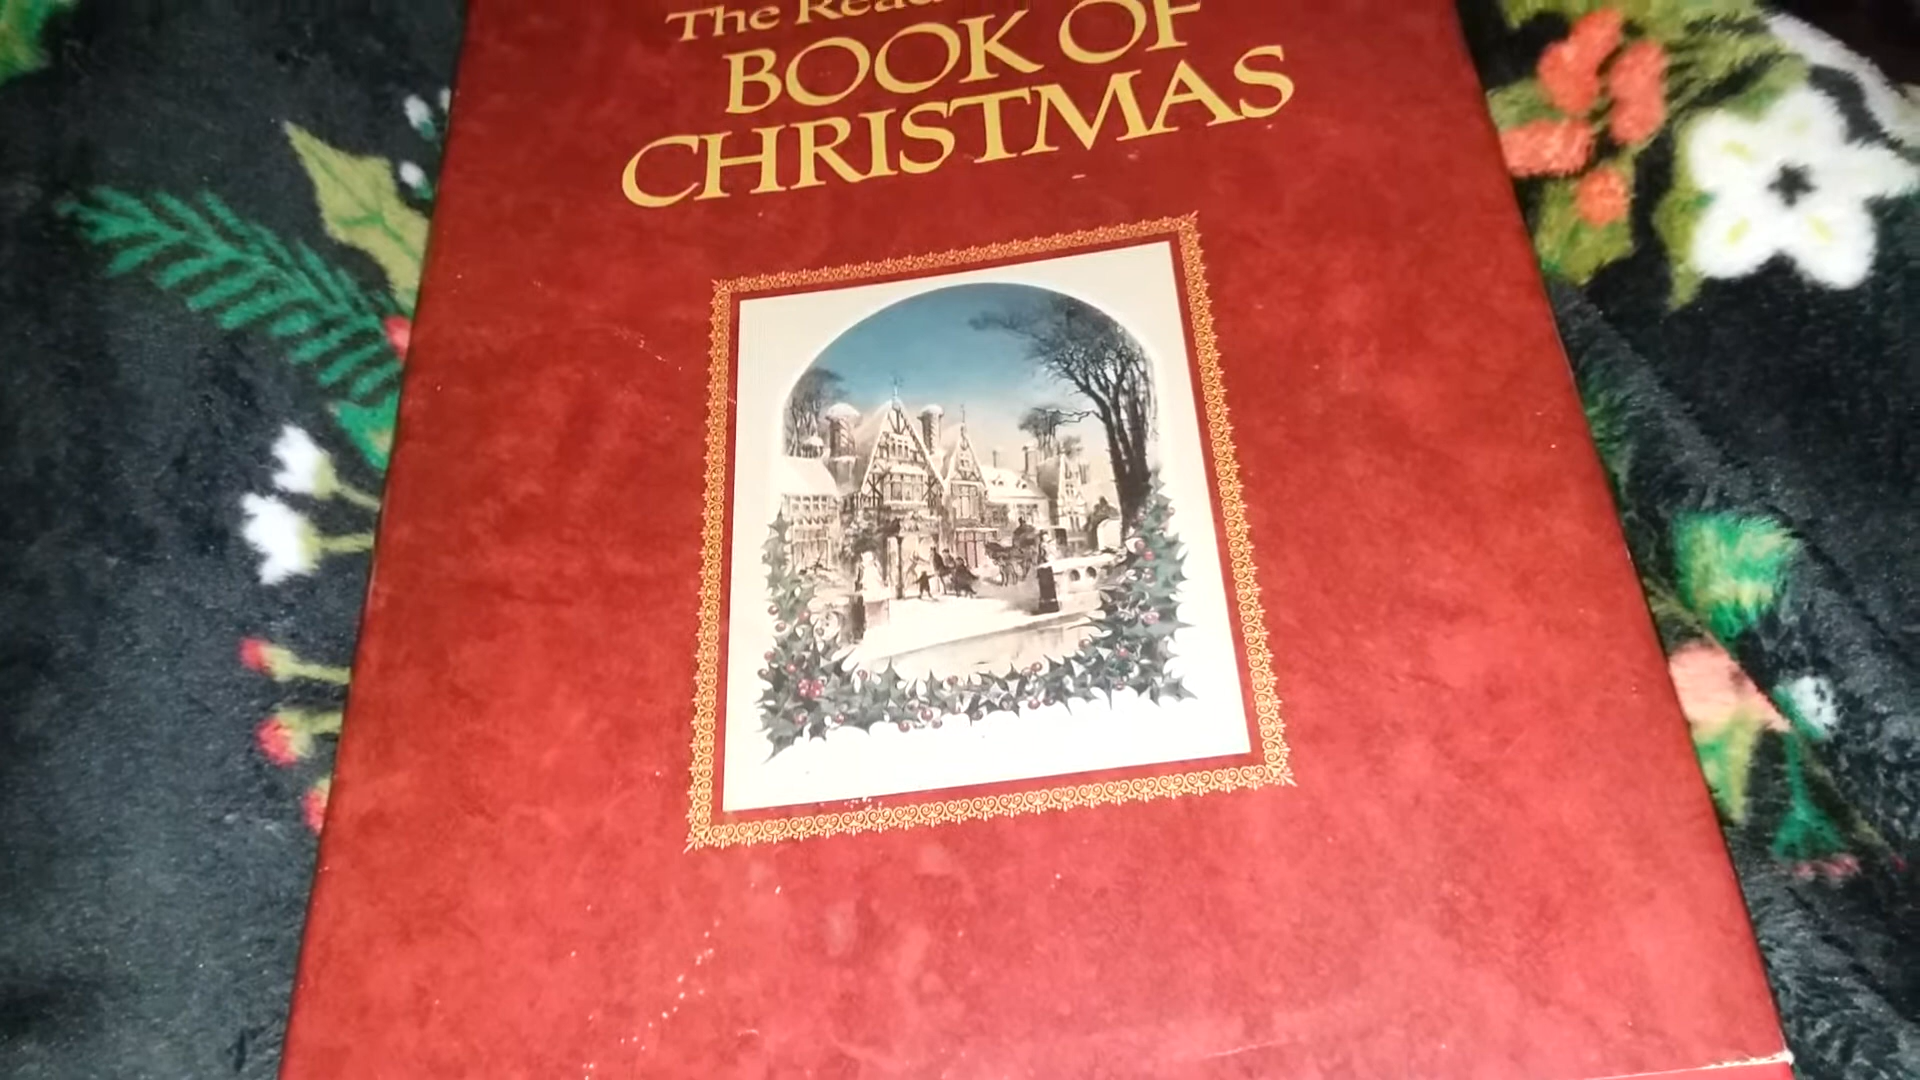 The Read
BOOK OF
CHRISTMAS